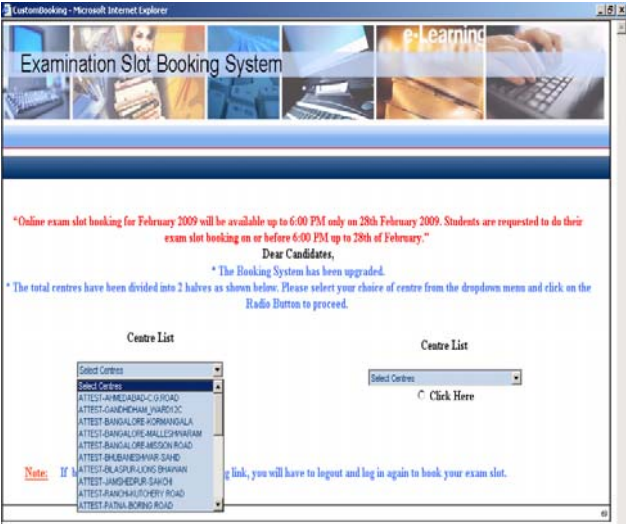 CustomBooking - Microsoft Internet Explorer
e-Learning
Examination Slot Booking System
"Online exam slot booking for February 2009 will be available up to 6:00 PM only on 28th February 2009. Students are requested to do their
exam slot booking on or before 6:00 PM up to 28th of February."
Dear Candidates,
* The Booking System has been upgraded.
* The total centres have been divided into 2 halves as shown below. Please select your choice of centre from the dropdown menu and click on the
Radio Button to proceed.
Centre List
Centre List
Select Centres
Select Centres
Click Here
Select Centres
ATTEST-AHMEDABAD-C.G.ROAD
ATTEST-GANDHIDHAM_WARD12C
ATTEST-BANGALORE-KORMANGALA
ATTEST-BANGALORE-MALLESHWARAM
ATTEST-BANGALORE-MISSION ROAD
ATTEST-BHUBANESHWAR-SAHID
ATTEST-BILASPUR-LIONS BHAWAN
ATTEST-JAMSHEDPUR-SAKCHI
ATTEST-RANCHI-KUTCHERY ROAD
ATTEST-PATNA-BORING ROAD
Note: If g link, you will have to logout and log in again to book your exam slot.